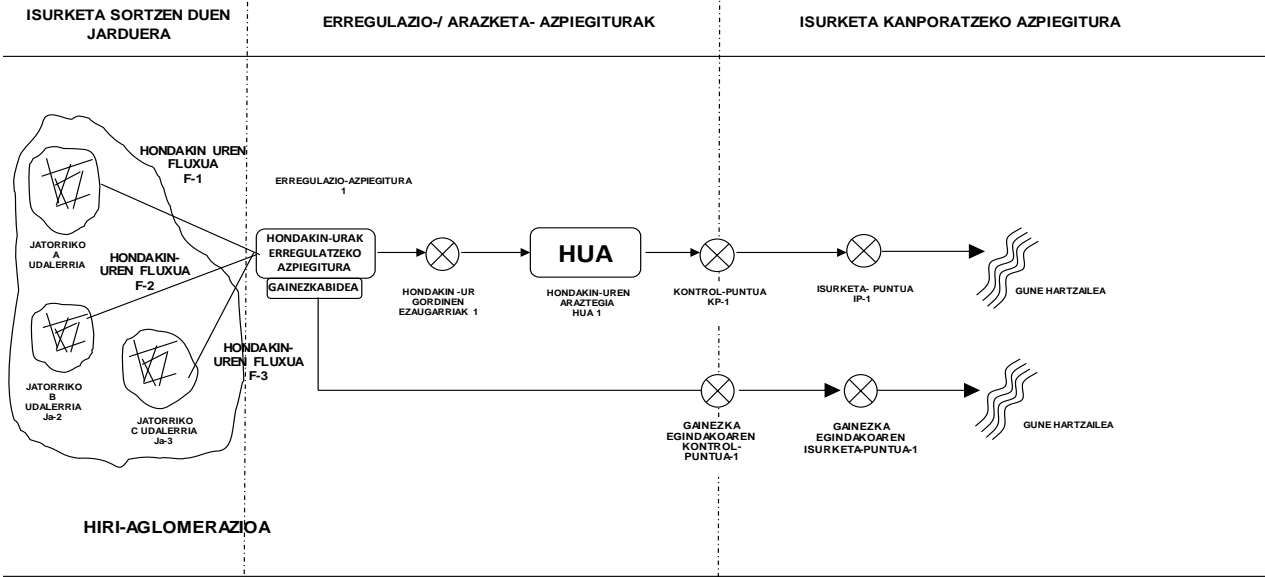 ISURKETA SORTZEN DUEN
JARDUERA
ERREGULAZIO-/ ARAZKETA- AZPIEGITURAK
ISURKETA KANPORATZEKO AZPIEGITURA
HONDAKIN UREN
FLUXUA
F-1
ERREGULAZIO-AZPIEGITURA
1
JATORRIKO
A
UDALERRIA
HONDAKIN-
UREN FLUXUA
F-2
HONDAKIN-URAK
ERREGULATZEKO
AZPIEGITURA
GAINEZKABIDEA
HONDAKIN -UR
GORDINEN
EZAUGARRIAK 1
HUA
HONDAKIN-UREN
ARAZTEGIA
HUA 1
KONTROL-PUNTUA
KP-1
ISURKETA- PUNTUA
IP-1
GUNE HARTZAILEA
HONDAKIN-
UREN FLUXUA
F-3
JATORRIKO
B
UDALERRIA
Ja-2
JATORRIKO
C UDALERRIA
Ja-3
GAINEZKA
EGINDAKOAREN
KONTROL-
PUNTUA-1
GAINEZKA
EGINDAKOAREN
ISURKETA-PUNTUA-1
GUNE HARTZAILEA
HIRI-AGLOMERAZIOA